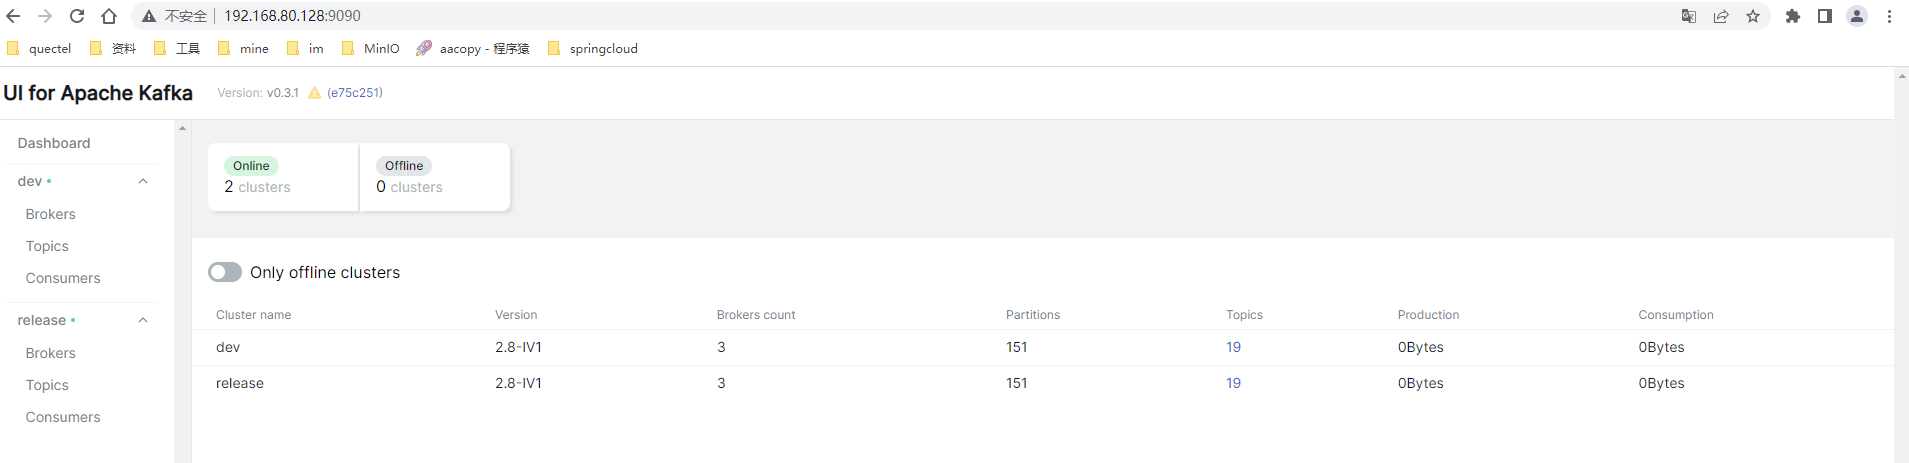 不安全 192.168.80.128:9090
quectel 资料 工具 mine im MinIO aacopy - 程序猿 springcloud
UI for Apache Kafka Version: v0.3.1 (e75c251)
Dashboard
dev
Brokers
Topics
Consumers
release
Brokers
Topics
Consumers
Online Offline
2 clusters 0 clusters
Only offline clusters
Cluster name Version Brokers count Partitions Topics Production Consumption
dev 2.8-IV1 3 151 19 0Bytes 0Bytes
release 2.8-IV1 3 151 19 0Bytes 0Bytes